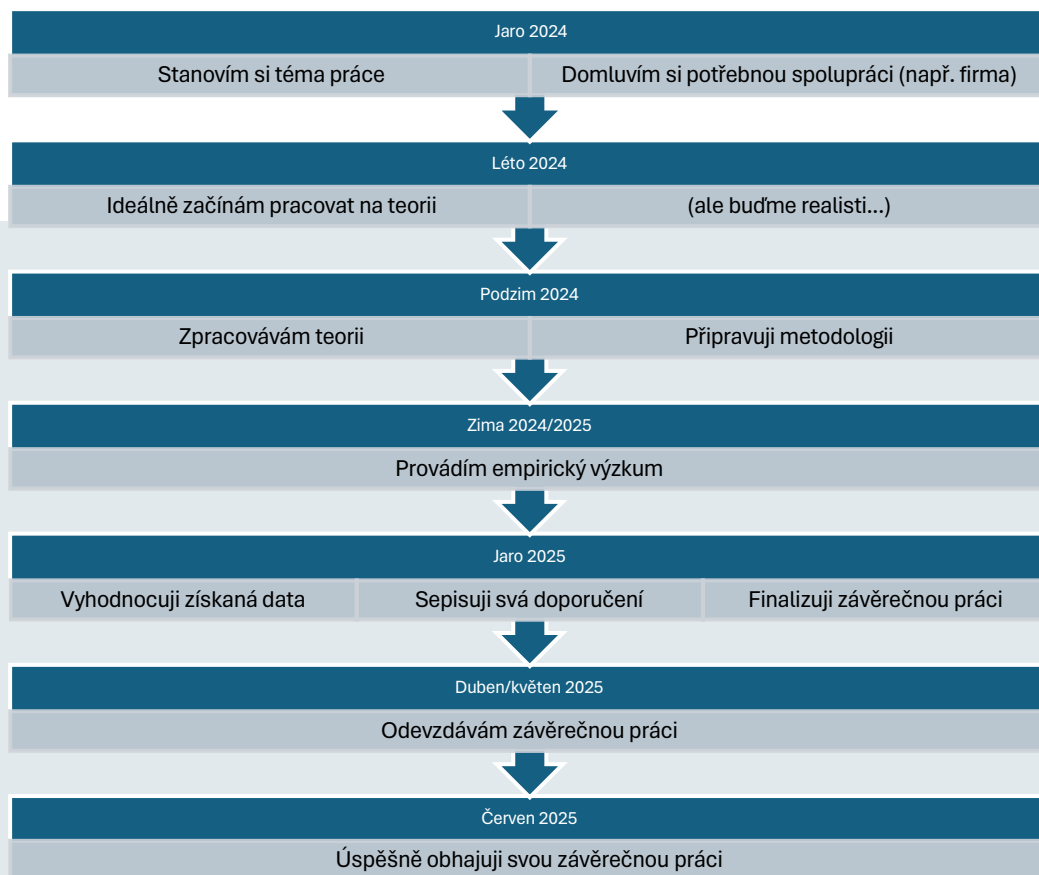 Jaro 2024
Stanovím si téma práce
Domluvím si potřebnou spolupráci (např. firma)
Léto 2024
Ideálně začínám pracovat na teorii
(ale buďme realisti...)
Podzim 2024
Zpracovávám teorii
Připravuji metodologii
Zima 2024/2025
Provádím empirický výzkum
Jaro 2025
Vyhodnocuji získaná data
Sepisuji svá doporučení
Finalizuji závěrečnou práci
Duben/květen 2025
Odevzdávám závěrečnou práci
Červen 2025
Úspěšně obhajuji svou závěrečnou práci